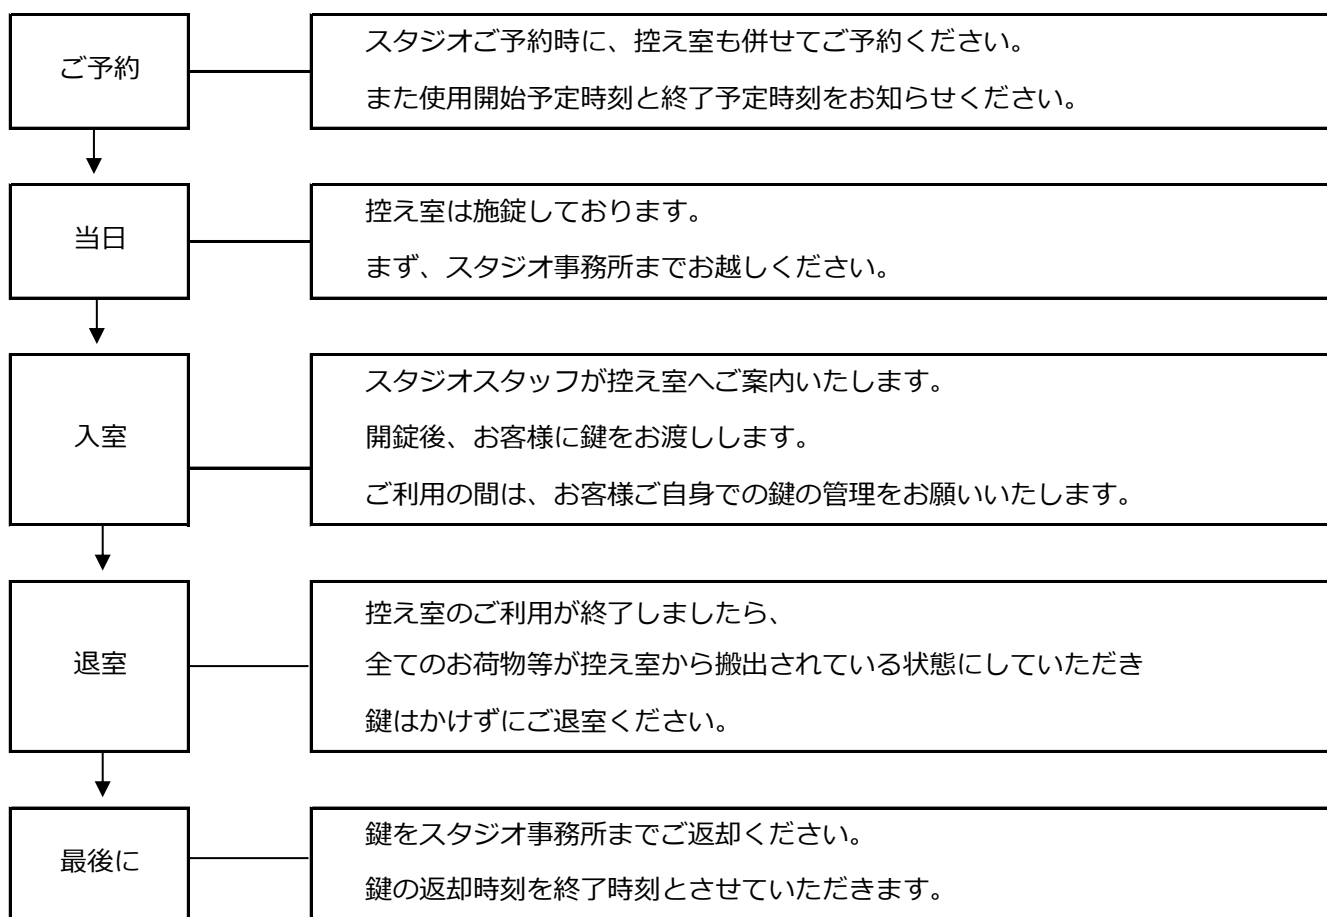 ご予約
スタジオご予約時に、控え室も併せてご予約ください。
また使用開始予定時刻と終了予定時刻をお知らせください。
当日
控え室は施錠しております。
まず、スタジオ事務所までお越しください。
入室
スタジオスタッフが控え室へご案内いたします。
開錠後、お客様に鍵をお渡しします。
ご利用の間は、お客様ご自身での鍵の管理をお願いいたします。
退室
控え室のご利用が終了しましたら、
全てのお荷物等が控え室から搬出されている状態にしていただき
鍵はかけずにご退室ください。
最後に
鍵をスタジオ事務所までご返却ください。
鍵の返却時刻を終了時刻とさせていただきます。